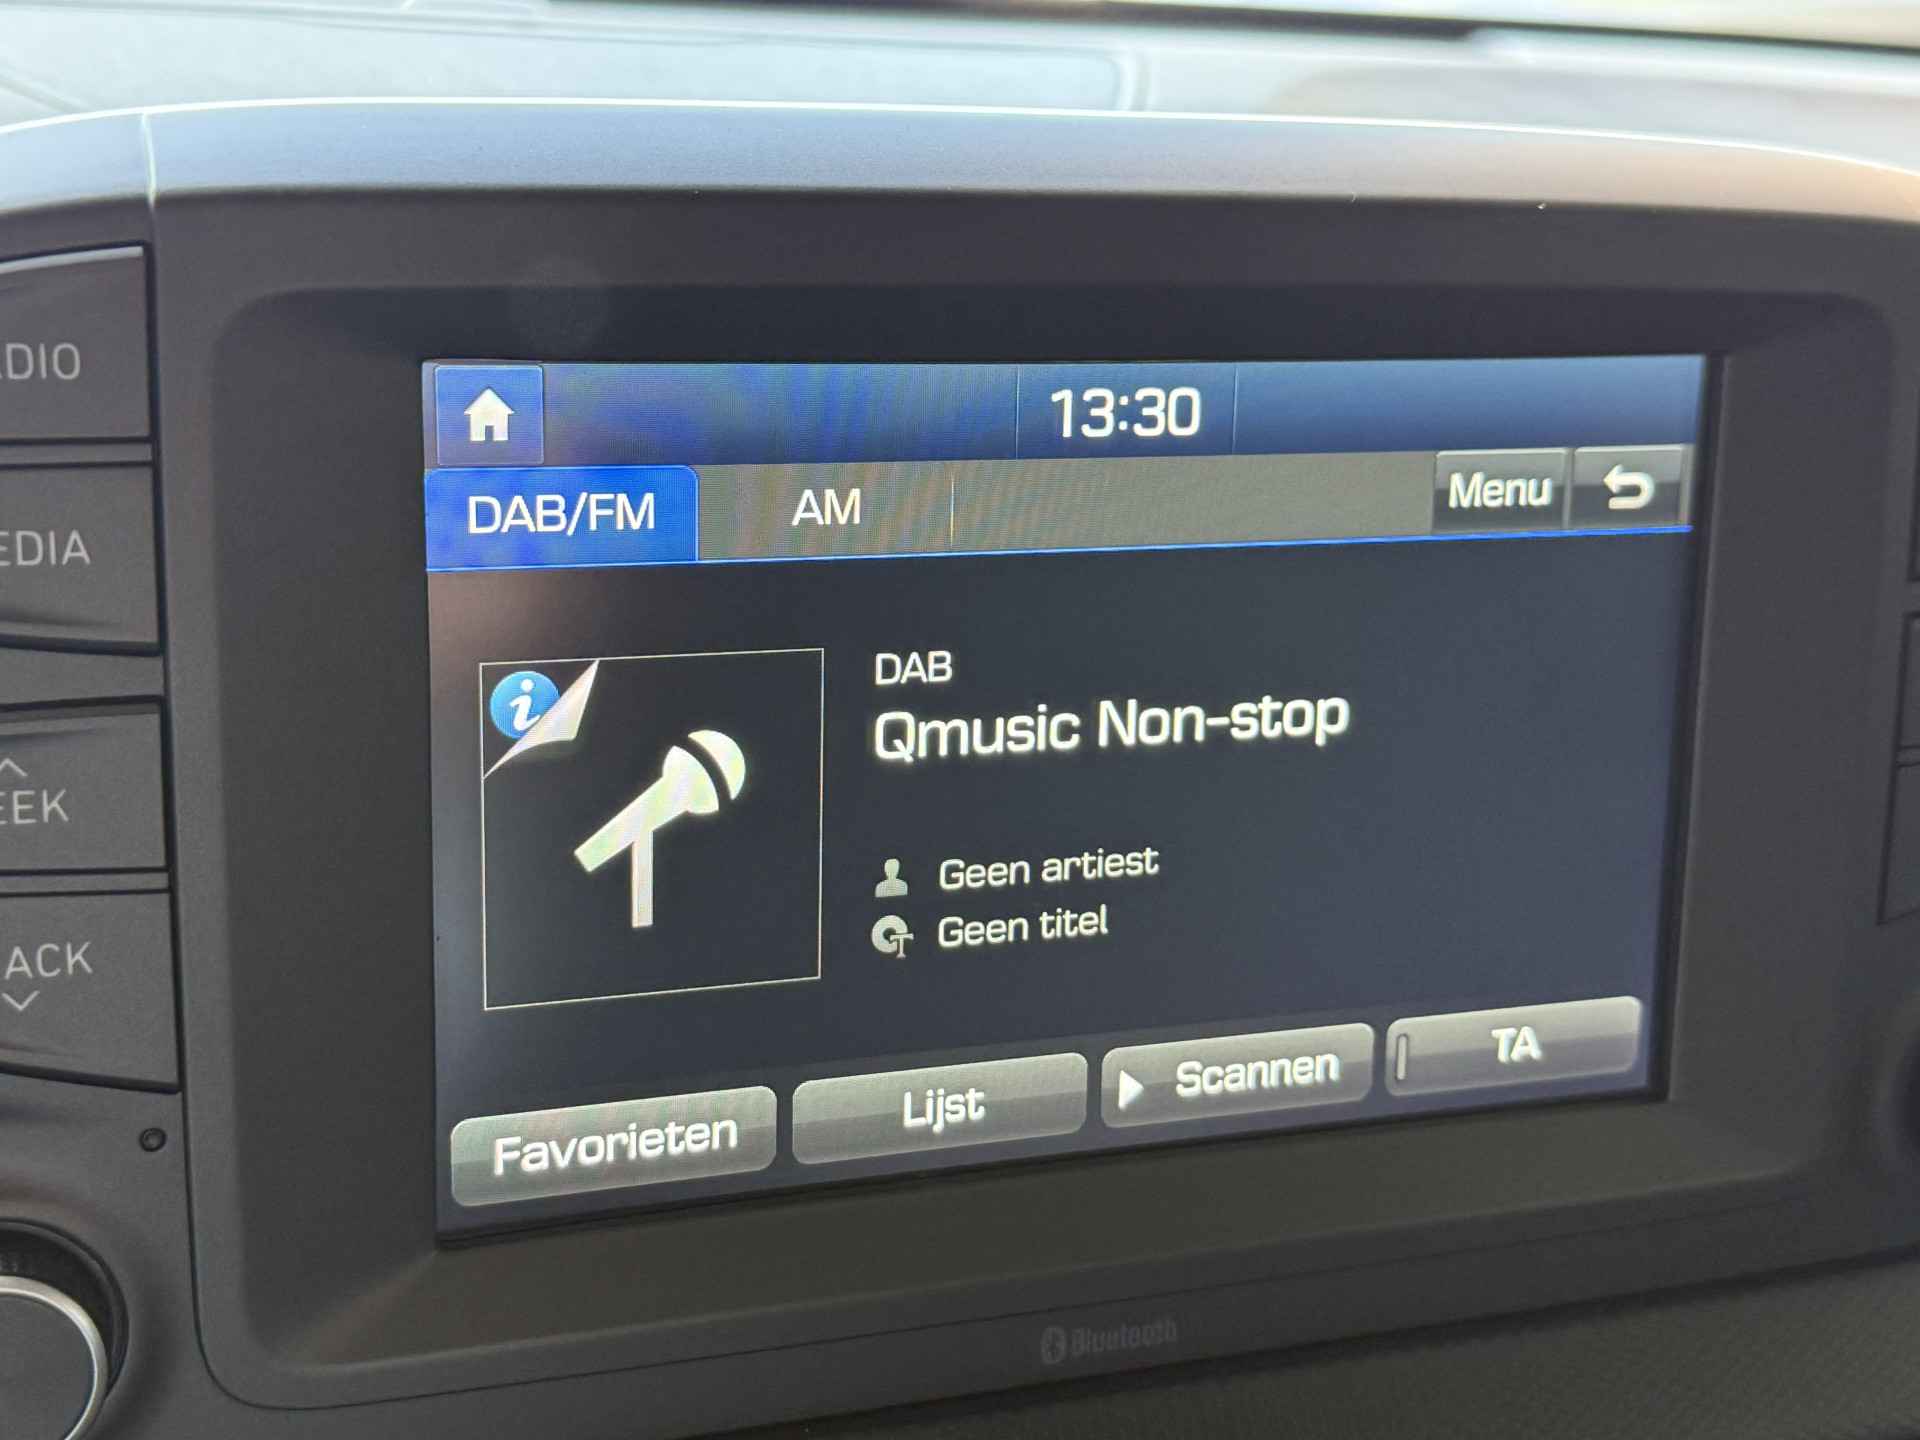 13:30
DAB/FM AM Menu
DAB
Qmusic Non-stop
Geen artiest
Geen titel
Favorieten Lijst Scannen TA
DIO
EDIA
EEK
ACK
Bluetooth